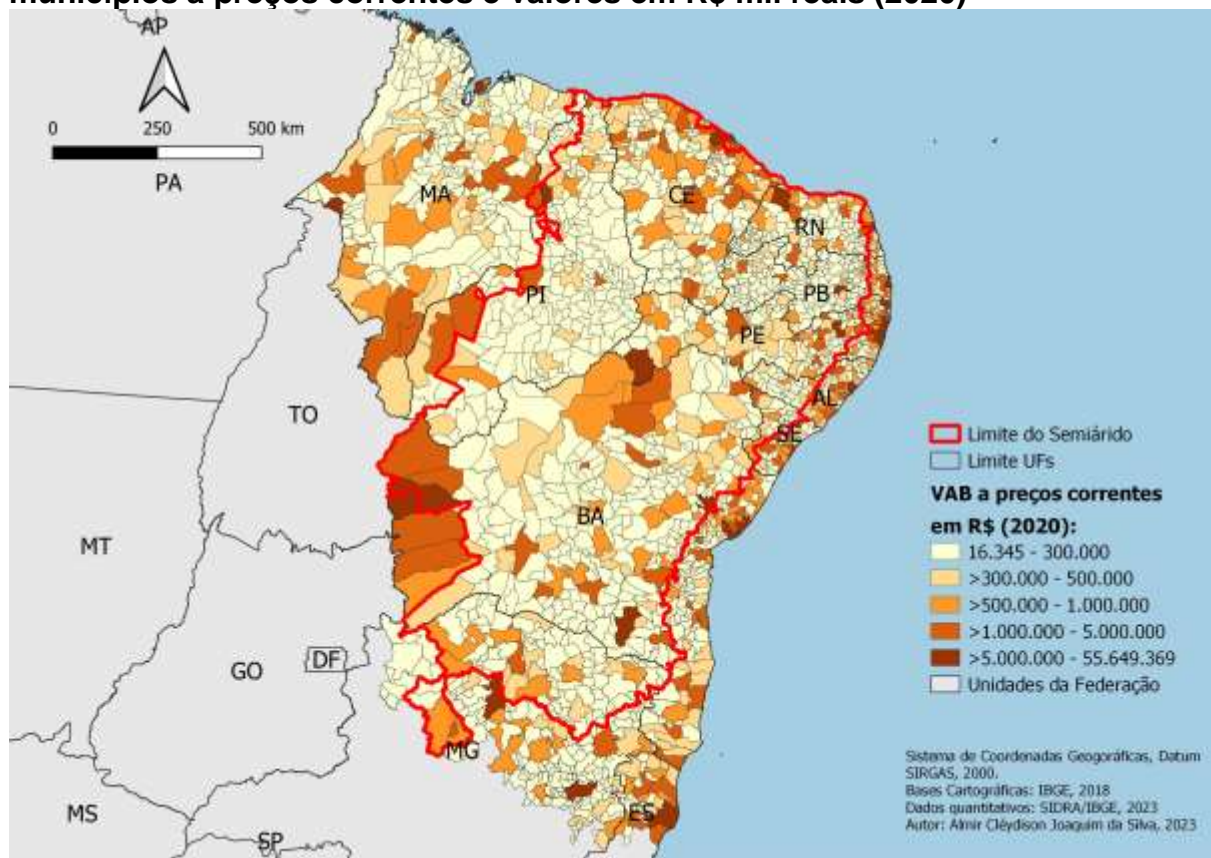 municípios a preços correntes e valores em R$ mil reais (2020)
AP
0 250 500 km
PA
MA
CE
RN
PI
PB
PE
TO
AL
SE
BA
MT
GO
DF
MG
ES
MS
SP
Limite do Semiárido
Limite UFs
VAB a preços correntes
em R$ (2020):
16.345 - 300.000
>300.000 - 500.000
>500.000 - 1.000.000
>1.000.000 - 5.000.000
>5.000.000 - 55.649.369
Unidades da Federação
Sistema de Coordenadas Geogoráficas, Datum
SIRGAS, 2000.
Bases Cartográficas: IBGE, 2018
Dados quantitativos: SIDRA/IBGE, 2023
Autor: Almir Cléydison Joaquim da Silva, 2023